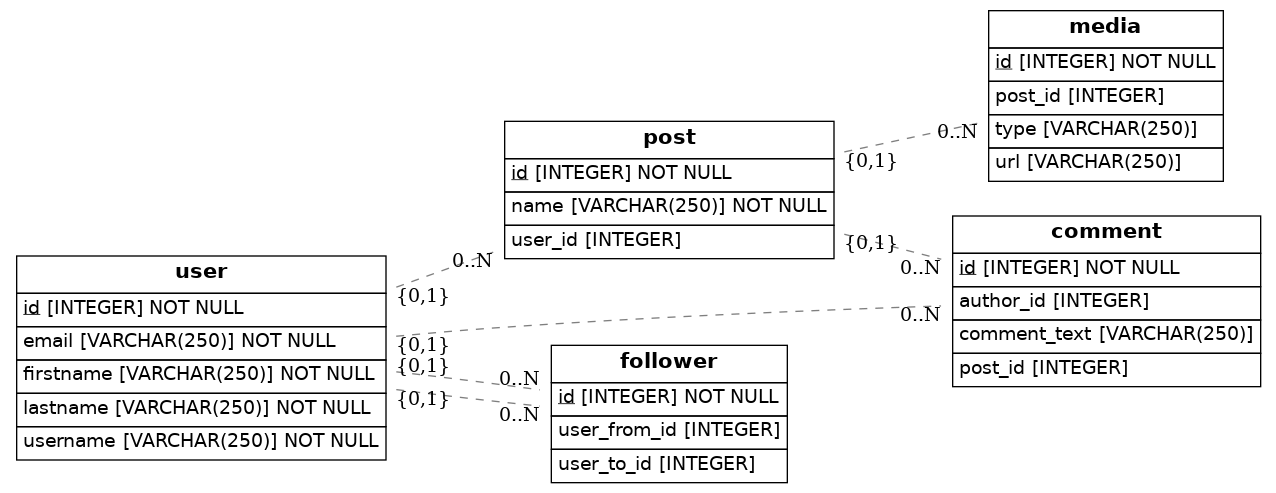 media
id [INTEGER] NOT NULL
post_id [INTEGER]
type [VARCHAR(250)]
url [VARCHAR(250)]
0..N
{0,1}
post
id [INTEGER] NOT NULL
name [VARCHAR(250)] NOT NULL
user_id [INTEGER]
{0,1}
0..N
comment
id [INTEGER] NOT NULL
author_id [INTEGER]
comment_text [VARCHAR(250)]
post_id [INTEGER]
0..N
{0,1}
0..N
{0,1}
user
id [INTEGER] NOT NULL
email [VARCHAR(250)] NOT NULL
firstname [VARCHAR(250)] NOT NULL
lastname [VARCHAR(250)] NOT NULL
username [VARCHAR(250)] NOT NULL
{0,1}
0..N
{0,1}
0..N
follower
id [INTEGER] NOT NULL
user_from_id [INTEGER]
user_to_id [INTEGER]